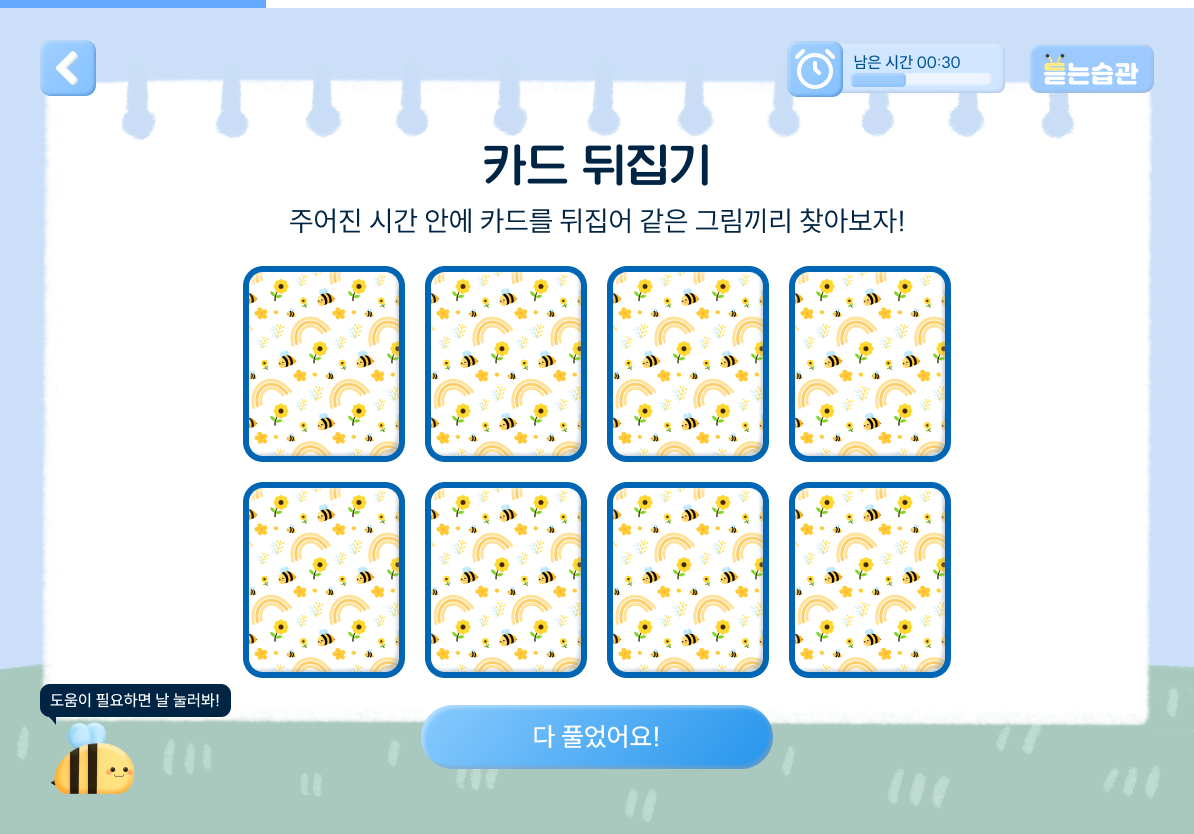 남은 시간 00:30
듣는습관
카드 뒤집기
주어진 시간 안에 카드를 뒤집어 같은 그림끼리 찾아보자!
도움이 필요하면 날 눌러봐!
다 풀었어요!